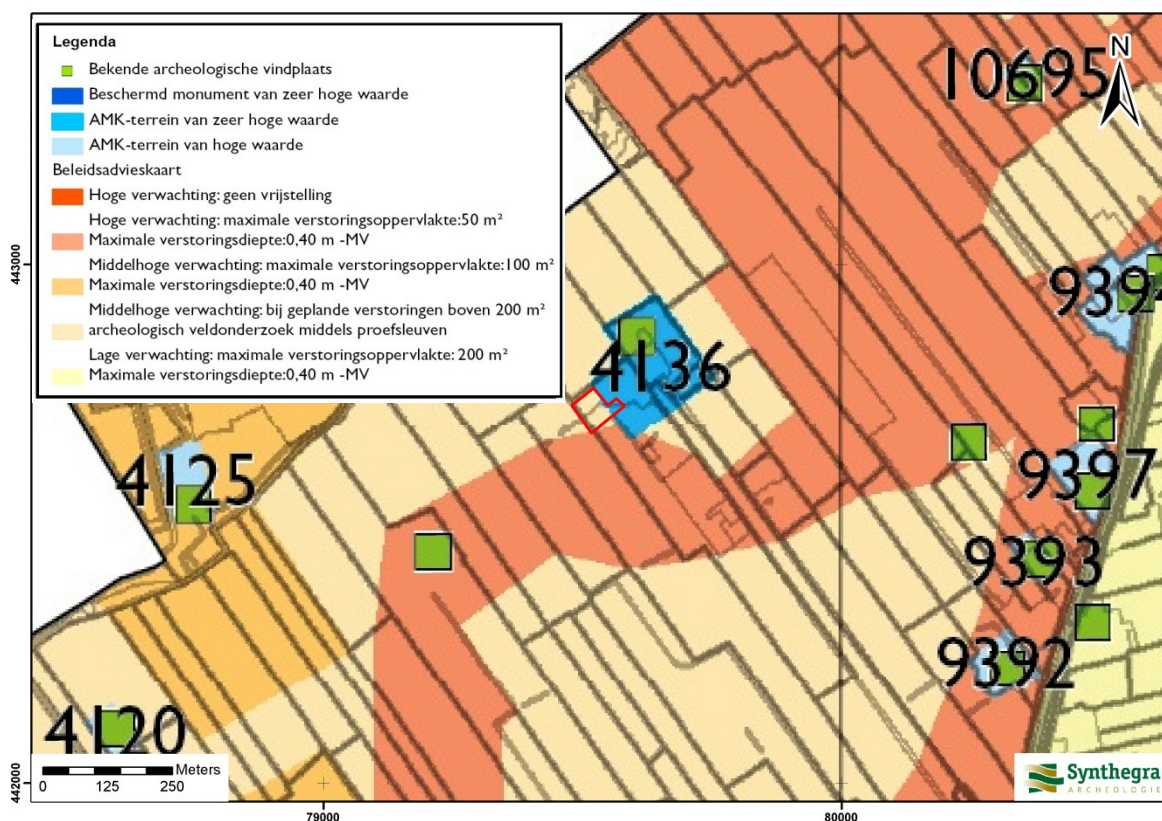 Legenda
Bekende archeologische vindplaats
Beschermd monument van zeer hoge waarde
AMK-terrein van zeer hoge waarde
AMK-terrein van hoge waarde
Beleidsadvieskaart
Hoge verwachting: geen vrijstelling
Hoge verwachting: maximale verstoringsoppervlakte:50 m²
Maximale verstoringsdiepte:0,40 m -MV
Middelhoge verwachting: maximale verstoringsoppervlakte:100 m²
Maximale verstoringsdiepte:0,40 m -MV
Middelhoge verwachting: bij geplande verstoringen boven 200 m²
archeologisch veldonderzoek middels proefsleuven
Lage verwachting: maximale verstoringsoppervlakte: 200 m²
Maximale verstoringsdiepte:0,40 m -MV
10695
N
443000
9394
4136
4125
9397
9393
9392
4120
Meters
0 125 250
442000
79000
80000
Synthegra
ARCHEOLOGIE